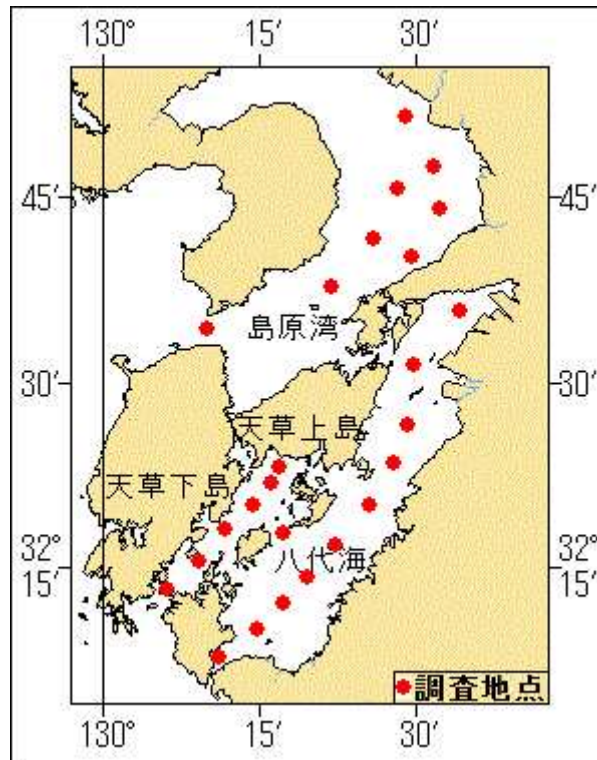 130° 15′ 30′
45′ 45′
島原湾
30′ 30′
天草上島
天草下島
八代海
32° 15′ 32° 15′
調査地点
130° 15′ 30′